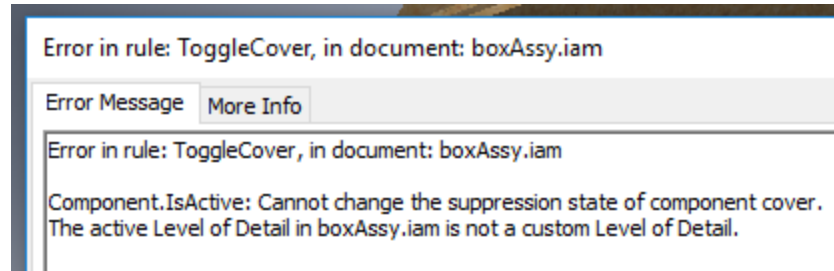 Error in rule: ToggleCover, in document: boxAssy.iam
Error Message
More Info
Error in rule: ToggleCover, in document: boxAssy.iam
Component.IsActive: Cannot change the suppression state of component cover.
The active Level of Detail in boxAssy.iam is not a custom Level of Detail.